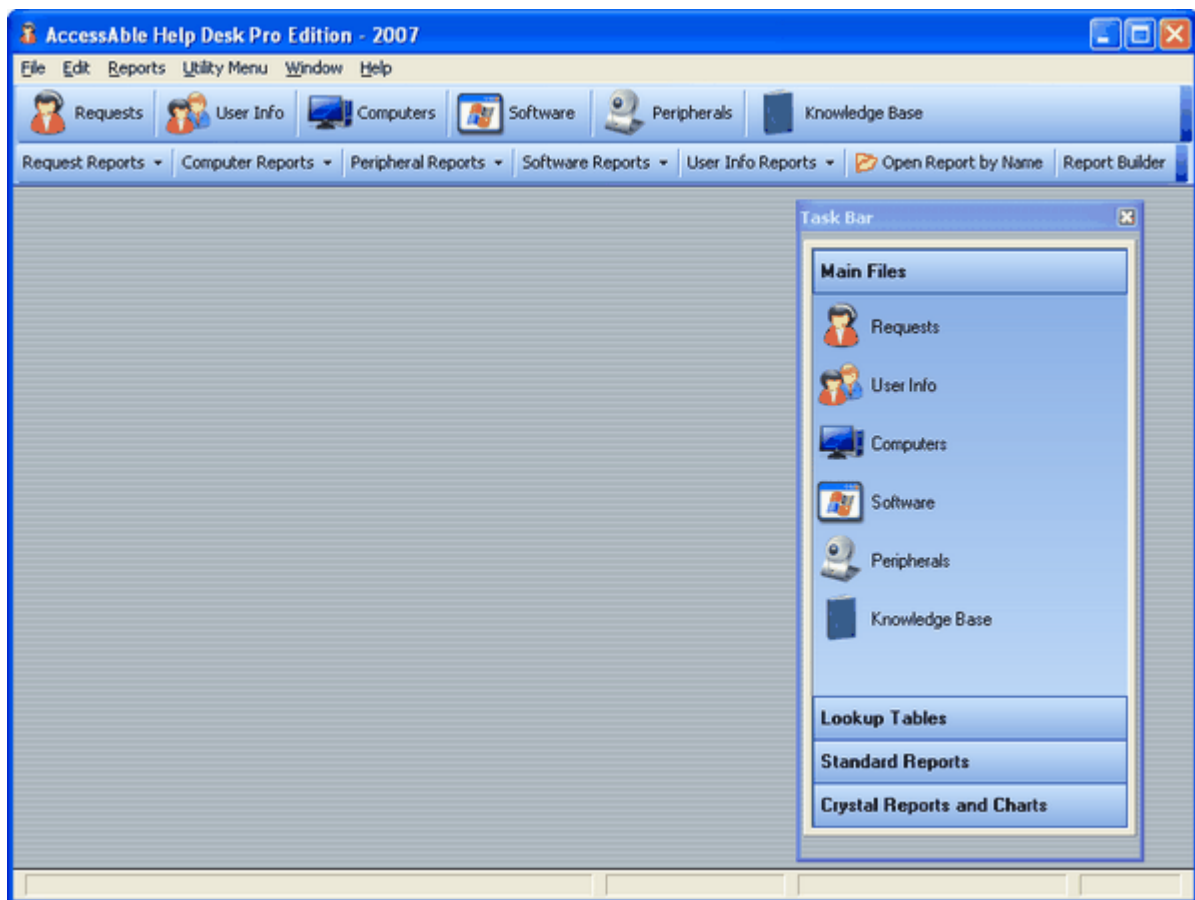 AccessAble Help Desk Pro Edition - 2007
File Edit Reports Utility Menu Window Help
Requests User Info Computers Software Peripherals Knowledge Base
Request Reports Computer Reports Peripheral Reports Software Reports User Info Reports Open Report by Name Report Builder
Task Bar
Main Files
Requests
User Info
Computers
Software
Peripherals
Knowledge Base
Lookup Tables
Standard Reports
Crystal Reports and Charts